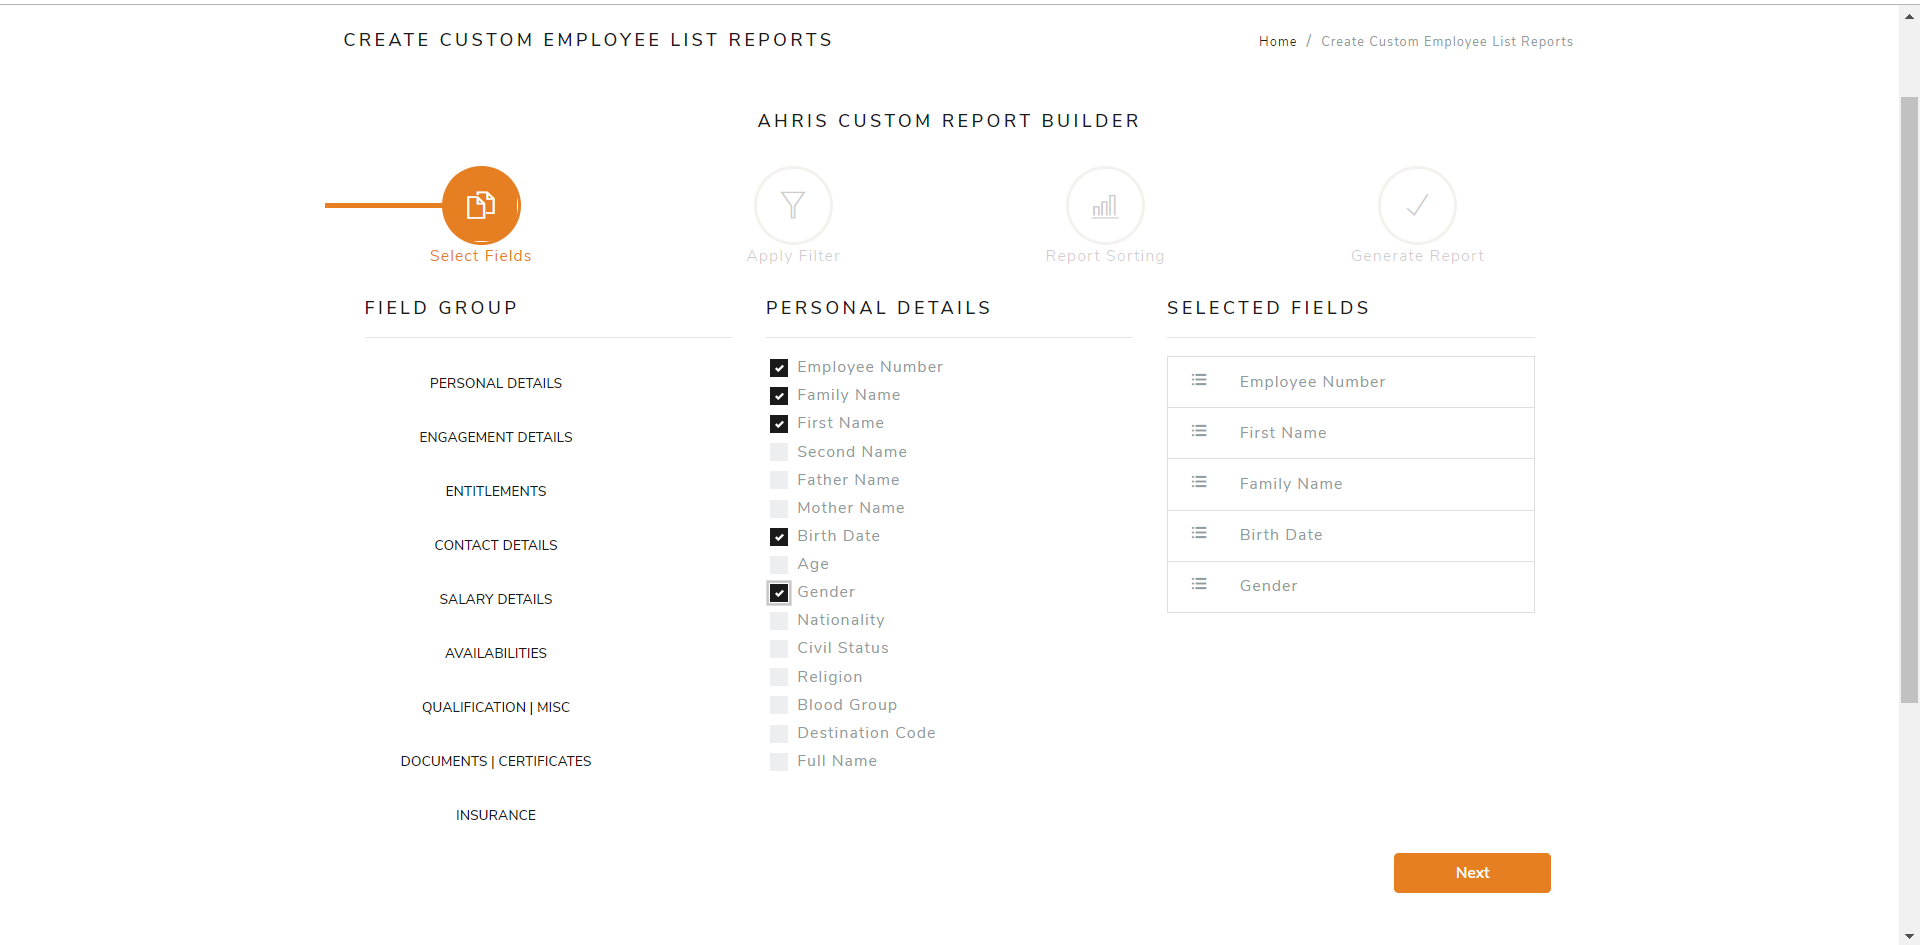 CREATE CUSTOM EMPLOYEE LIST REPORTS
Home / Create Custom Employee List Reports
AHRIS CUSTOM REPORT BUILDER
Select Fields
Apply Filter
Report Sorting
Generate Report
FIELD GROUP
PERSONAL DETAILS
ENGAGEMENT DETAILS
ENTITLEMENTS
CONTACT DETAILS
SALARY DETAILS
AVAILABILITIES
QUALIFICATION | MISC
DOCUMENTS | CERTIFICATES
INSURANCE
PERSONAL DETAILS
Employee Number
Family Name
First Name
Second Name
Father Name
Mother Name
Birth Date
Age
Gender
Nationality
Civil Status
Religion
Blood Group
Destination Code
Full Name
SELECTED FIELDS
Employee Number
First Name
Family Name
Birth Date
Gender
Next